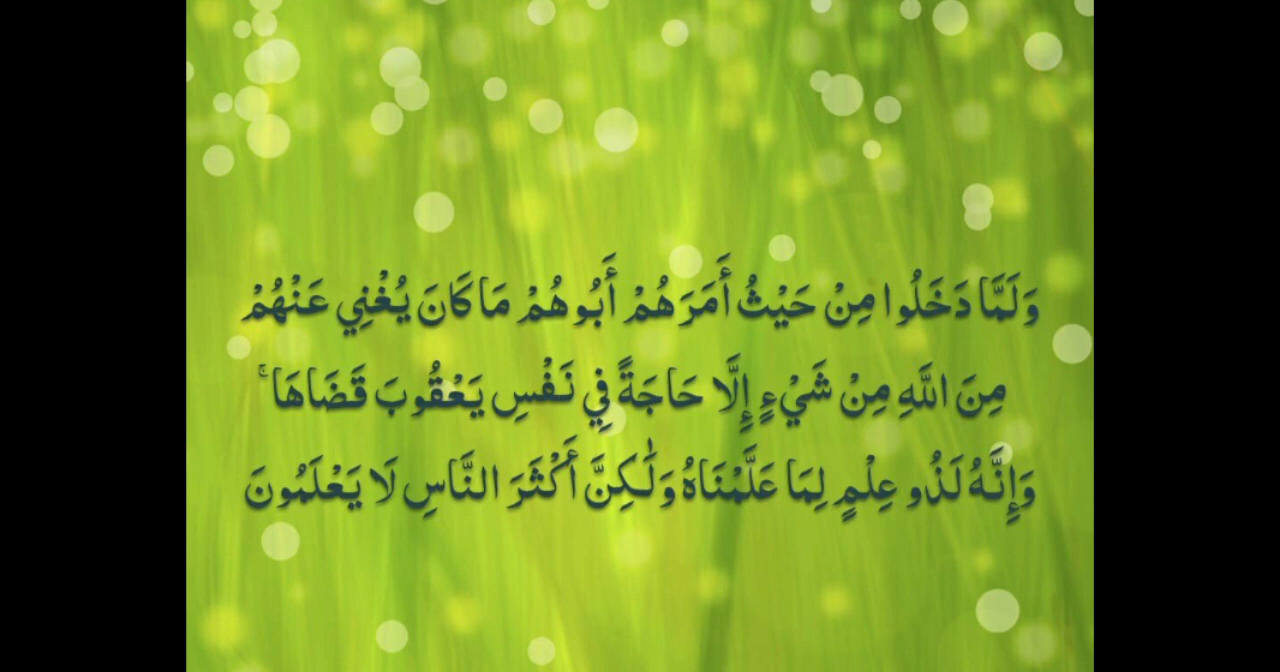 وَلَمَّا دَخَلُوا مِنْ حَيْثُ أَمَرَهُمْ أَبُوهُمْ مَا كَانَ يُغْنِي عَنْهُمْ
مِنَ اللَّهِ مِنْ شَيْءٍ إِلَّا حَاجَةً فِي نَفْسِ يَعْقُوبَ قَضَاهَا ۚ
وَإِنَّهُ لَذُو عِلْمٍ لِمَا عَلَّمْنَاهُ وَلَٰكِنَّ أَكْثَرَ النَّاسِ لَا يَعْلَمُونَ